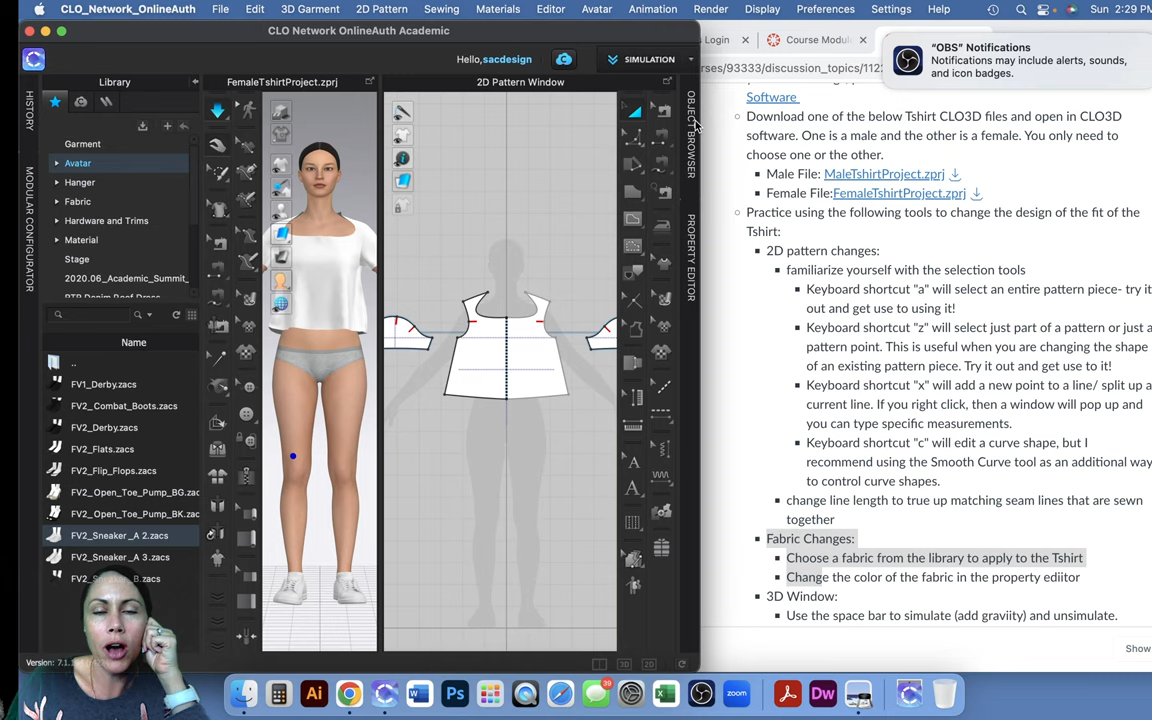 CLO_Network_OnlineAuth File Edit 3D Garment 2D Pattern Sewing Materials Editor Avatar Animation Render Display Preferences Settings Help Sun 2:29 PM
CLO Network OnlineAuth Academic
Hello,sacdesign
SIMULATION
Library
FemaleTshirtProject.zprj
2D Pattern Window
HISTORY
MODULAR CONFIGURATOR
Garment
Avatar
Hanger
Fabric
Hardware and Trims
Material
Stage
2020.06_Academic_Summit_
Name
..
FV1_Derby.zacs
FV2_Combat_Boots.zacs
FV2_Derby.zacs
FV2_Flats.zacs
FV2_Flip_Flops.zacs
FV2_Open_Toe_Pump_BG.zac
FV2_Open_Toe_Pump_BK.zac
FV2_Sneaker_A 2.zacs
FV2_Sneaker_A 3.zacs
Version: 7.1.
OBJECT BROWSER
PROPERTY EDITOR
3D
2D
Login
Course Modul
"OBS" Notifications
Notifications may include alerts, sounds,
and icon badges.
rses/93333/discussion_topics/1122
Software
Download one of the below Tshirt CLO3D files and open in CLO3D
software. One is a male and the other is a female. You only need to
choose one or the other.
Male File: MaleTshirtProject.zprj
Female File:FemaleTshirtProject.zprj
Practice using the following tools to change the design of the fit of the
Tshirt:
2D pattern changes:
familiarize yourself with the selection tools
Keyboard shortcut "a" will select an entire pattern piece- try it
out and get use to using it!
Keyboard shortcut "z" will select just part of a pattern or just a
pattern point. This is useful when you are changing the shape
of an existing pattern piece. Try it out and get use to it!
Keyboard shortcut "x" will add a new point to a line/ split up a
current line. If you right click, then a window will pop up and
you can type specific measurements.
Keyboard shortcut "c" will edit a curve shape, but I
recommend using the Smooth Curve tool as an additional way
to control curve shapes.
change line length to true up matching seam lines that are sewn
together
Fabric Changes:
Choose a fabric from the library to apply to the Tshirt
Change the color of the fabric in the property ediitor
3D Window:
Use the space bar to simulate (add graviity) and unsimulate.
Show
Ai
W
Ps
39
X
zoom
Dw